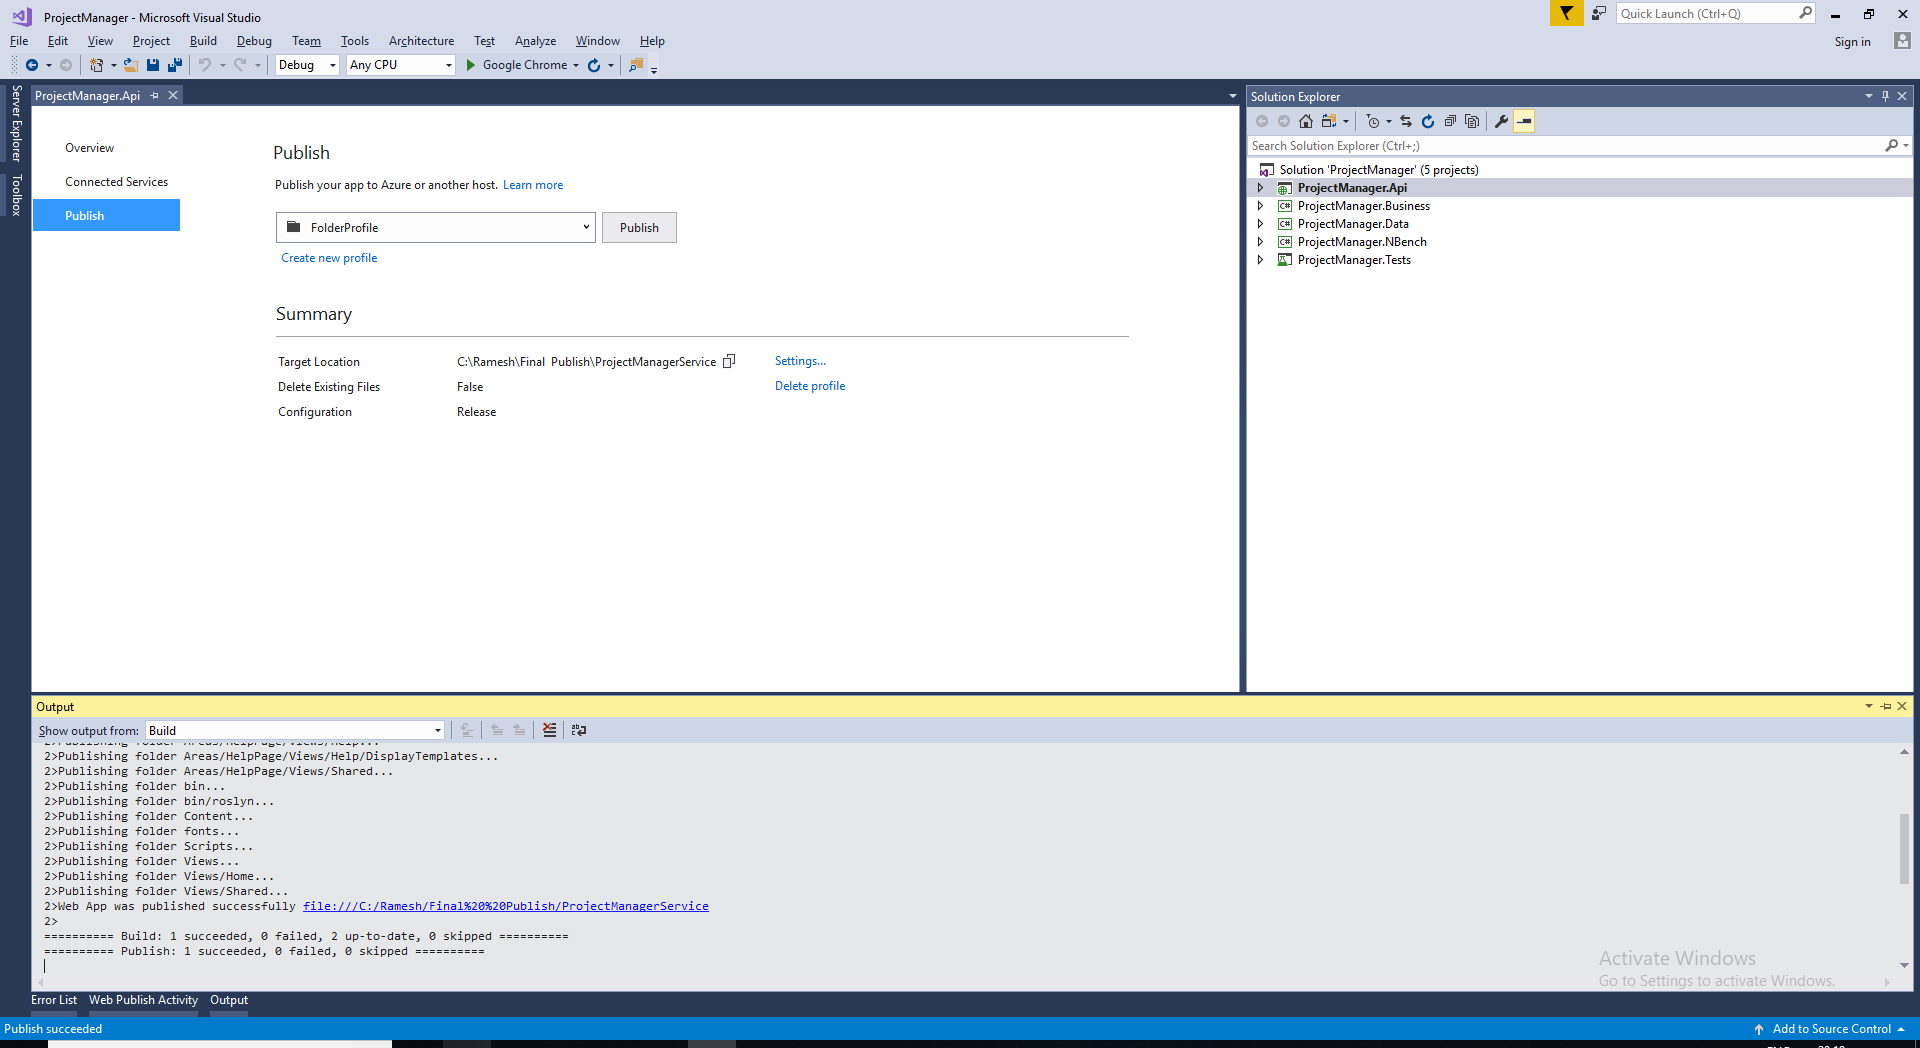 ProjectManager - Microsoft Visual Studio
Quick Launch (Ctrl+Q)
File Edit View Project Build Debug Team Tools Architecture Test Analyze Window Help
Sign in
Debug Any CPU Google Chrome
Server Explorer
Toolbox
ProjectManager.Api
Overview
Connected Services
Publish
Publish
Publish your app to Azure or another host. Learn more
FolderProfile
Publish
Create new profile
Summary
Target Location C:\Ramesh\Final  Publish\ProjectManagerService Settings...
Delete Existing Files False Delete profile
Configuration Release
Solution Explorer
Search Solution Explorer (Ctrl+;)
Solution 'ProjectManager' (5 projects)
ProjectManager.Api
C# ProjectManager.Business
C# ProjectManager.Data
C# ProjectManager.NBench
ProjectManager.Tests
Output
Show output from: Build
2>Publishing folder Areas/HelpPage/Views/Help...
2>Publishing folder Areas/HelpPage/Views/Help/DisplayTemplates...
2>Publishing folder Areas/HelpPage/Views/Shared...
2>Publishing folder bin...
2>Publishing folder bin/roslyn...
2>Publishing folder Content...
2>Publishing folder fonts...
2>Publishing folder Scripts...
2>Publishing folder Views...
2>Publishing folder Views/Home...
2>Publishing folder Views/Shared...
2>Web App was published successfully file:///C:/Ramesh/Final%20%20Publish/ProjectManagerService
2>
========== Build: 1 succeeded, 0 failed, 2 up-to-date, 0 skipped ==========
========== Publish: 1 succeeded, 0 failed, 0 skipped ==========
Activate Windows
Go to Settings to activate Windows.
Error List Web Publish Activity Output
Publish succeeded
Add to Source Control